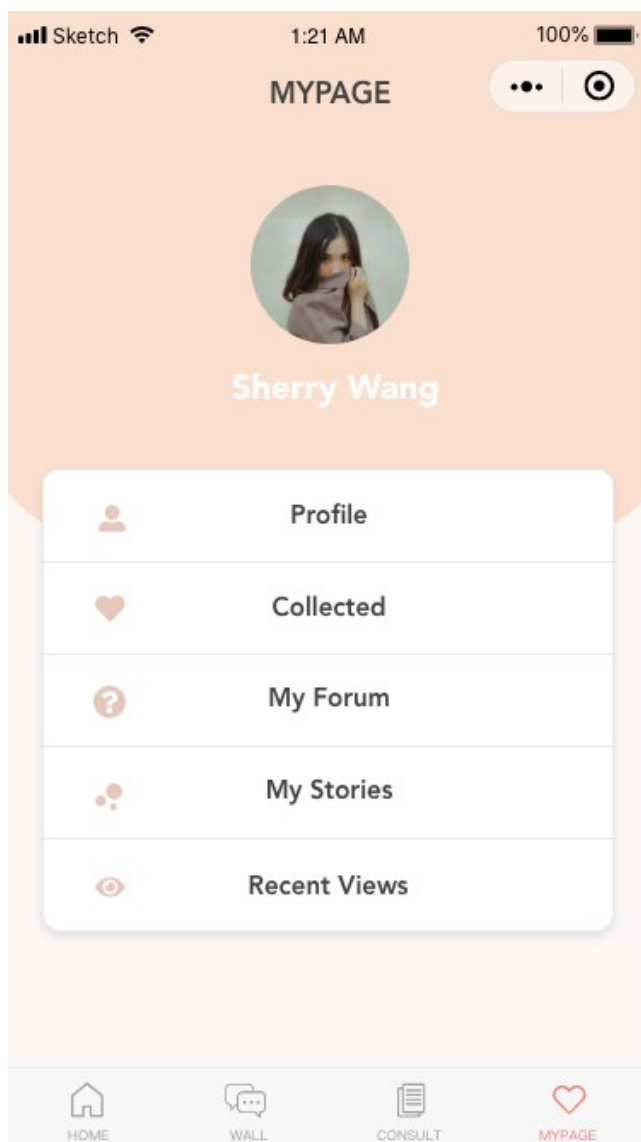 Sketch 1:21 AM 100%
MYPAGE
Sherry Wang
Profile
Collected
?
My Forum
My Stories
Recent Views
HOME WALL CONSULT MYPAGE